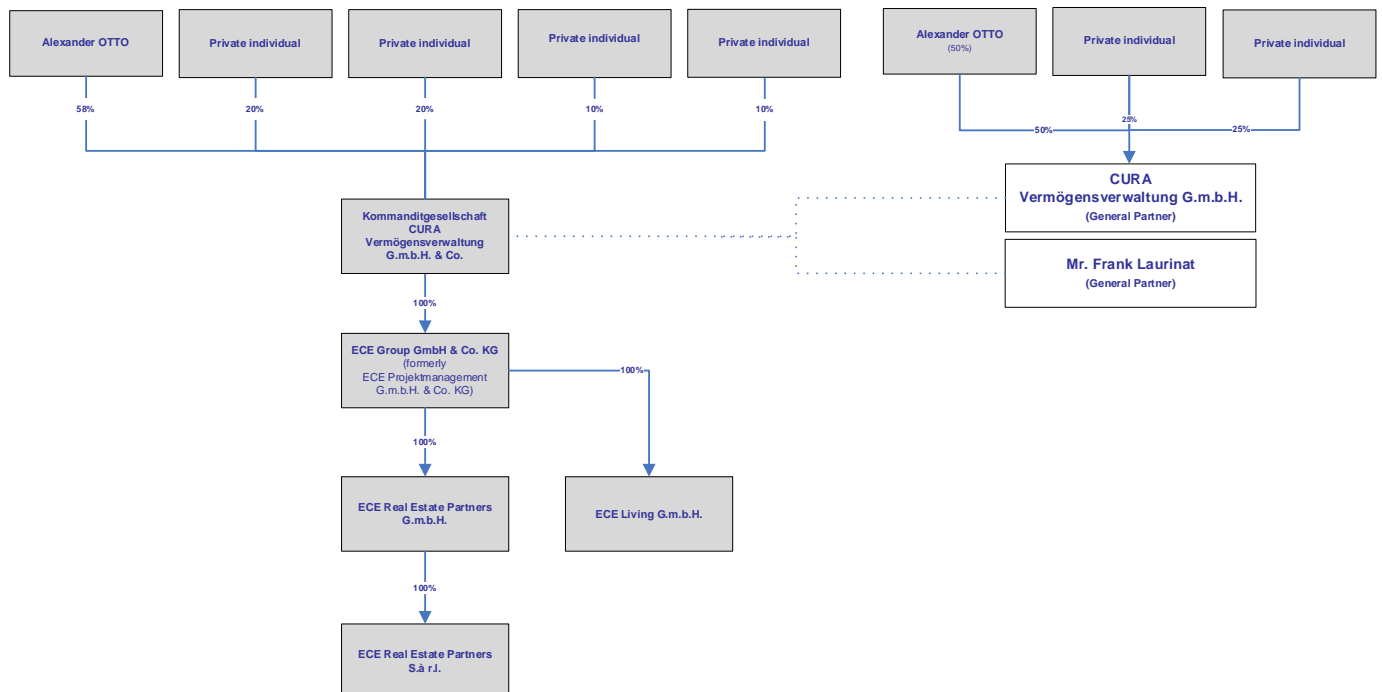 Alexander OTTO
Private individual
Private individual
Private individual
Private individual
Alexander OTTO
(50%)
Private individual
Private individual
58%
20%
20%
10%
10%
50%
25%
25%
CURA
Vermögensverwaltung G.m.b.H.
(General Partner)
Kommanditgesellschaft
CURA
Vermögensverwaltung
G.m.b.H. & Co.
Mr. Frank Laurinat
(General Partner)
100%
ECE Group GmbH & Co. KG
(formerly
ECE Projektmanagement
G.m.b.H. & Co. KG)
100%
100%
ECE Real Estate Partners
G.m.b.H.
ECE Living G.m.b.H.
100%
ECE Real Estate Partners
S.à r.l.